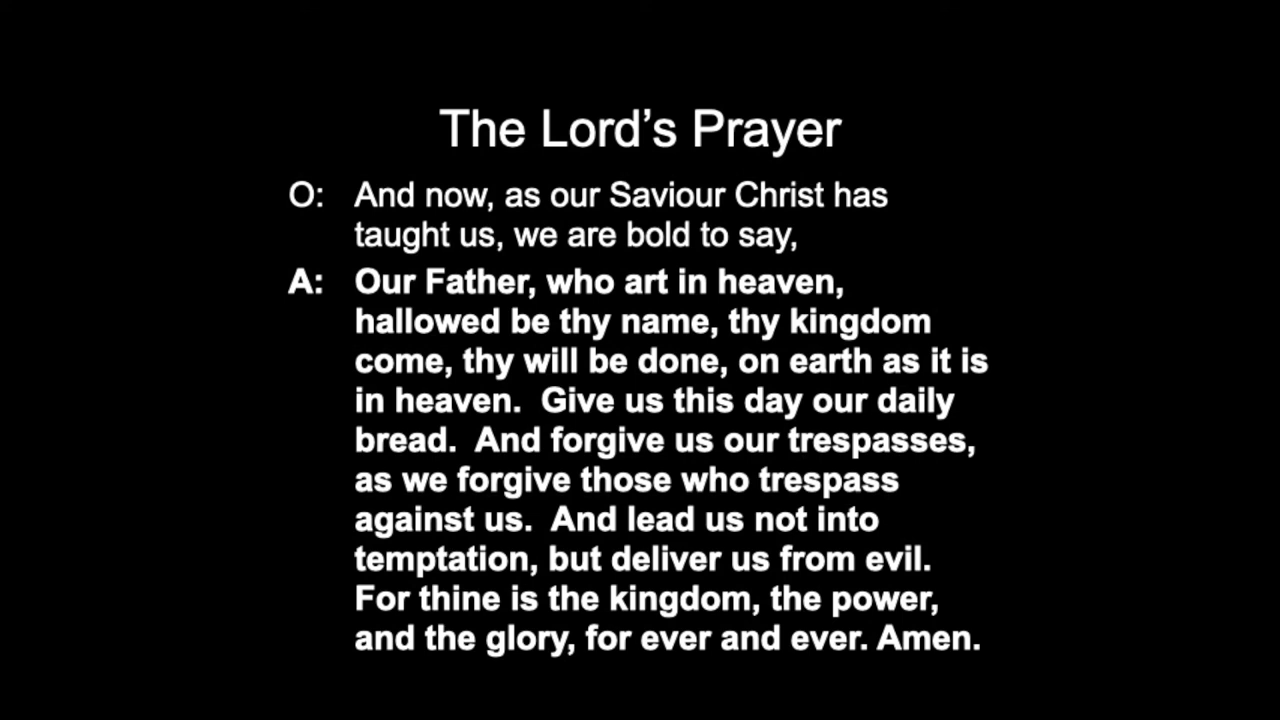 The Lord’s Prayer
O: And now, as our Saviour Christ has
taught us, we are bold to say,
A: Our Father, who art in heaven,
hallowed be thy name, thy kingdom
come, thy will be done, on earth as it is
in heaven.  Give us this day our daily
bread.  And forgive us our trespasses,
as we forgive those who trespass
against us.  And lead us not into
temptation, but deliver us from evil.
For thine is the kingdom, the power,
and the glory, for ever and ever. Amen.